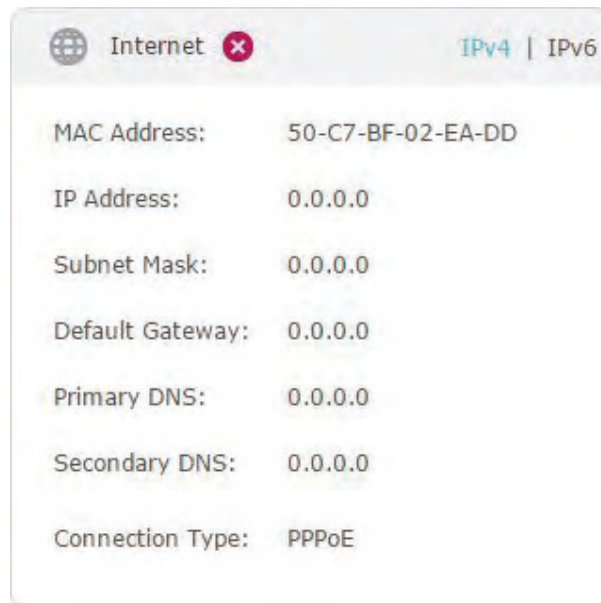 Internet IPv4 | IPv6
MAC Address: 50-C7-BF-02-EA-DD
IP Address: 0.0.0.0
Subnet Mask: 0.0.0.0
Default Gateway: 0.0.0.0
Primary DNS: 0.0.0.0
Secondary DNS: 0.0.0.0
Connection Type: PPPoE